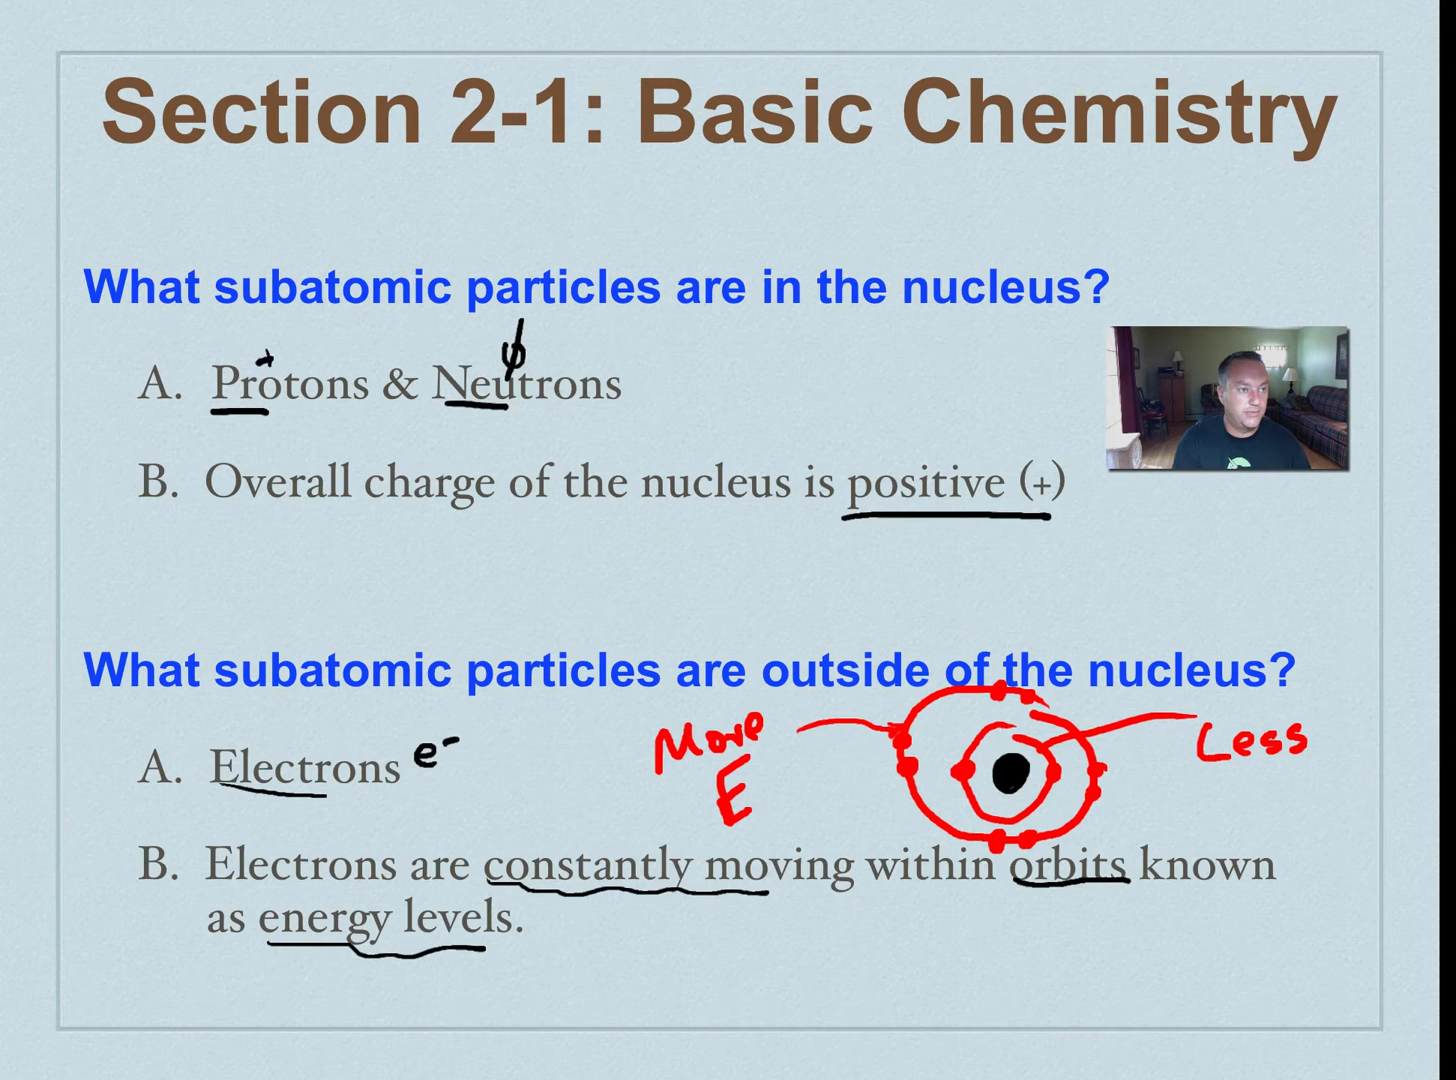 Section 2-1: Basic Chemistry
What subatomic particles are in the nucleus?
+
A. Protons & Neutrons
B. Overall charge of the nucleus is positive (+)
What subatomic particles are outside of the nucleus?
More
E
Less
A. Electrons e-
B. Electrons are constantly moving within orbits known
as energy levels.